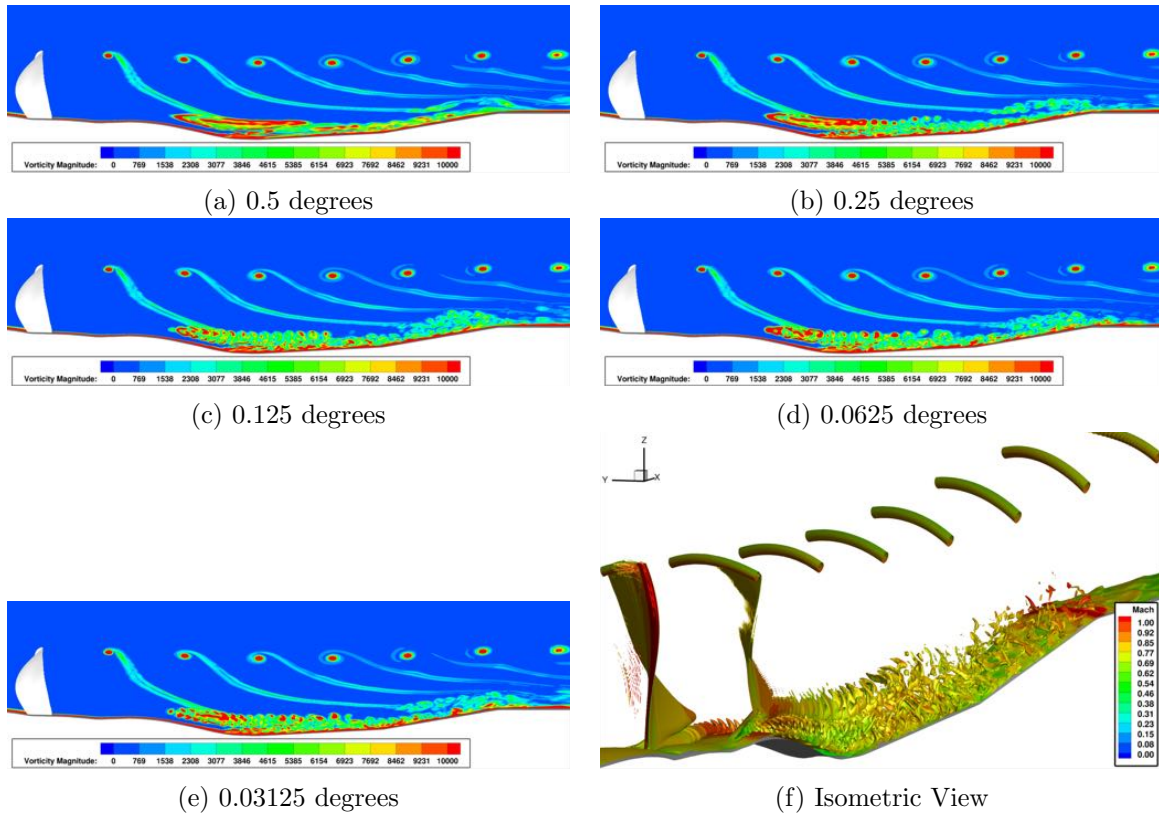 Vorticity Magnitude: 0 769 1538 2308 3077 3846 4615 5385 6154 6923 7692 8462 9231 10000
(a) 0.5 degrees
Vorticity Magnitude: 0 769 1538 2308 3077 3846 4615 5385 6154 6923 7692 8462 9231 10000
(b) 0.25 degrees
Vorticity Magnitude: 0 769 1538 2308 3077 3846 4615 5385 6154 6923 7692 8462 9231 10000
(c) 0.125 degrees
Vorticity Magnitude: 0 769 1538 2308 3077 3846 4615 5385 6154 6923 7692 8462 9231 10000
(d) 0.0625 degrees
Vorticity Magnitude: 0 769 1538 2308 3077 3846 4615 5385 6154 6923 7692 8462 9231 10000
(e) 0.03125 degrees
Z
Y
X
Mach
1.00
0.92
0.85
0.77
0.69
0.62
0.54
0.46
0.38
0.31
0.23
0.15
0.08
0.00
(f) Isometric View